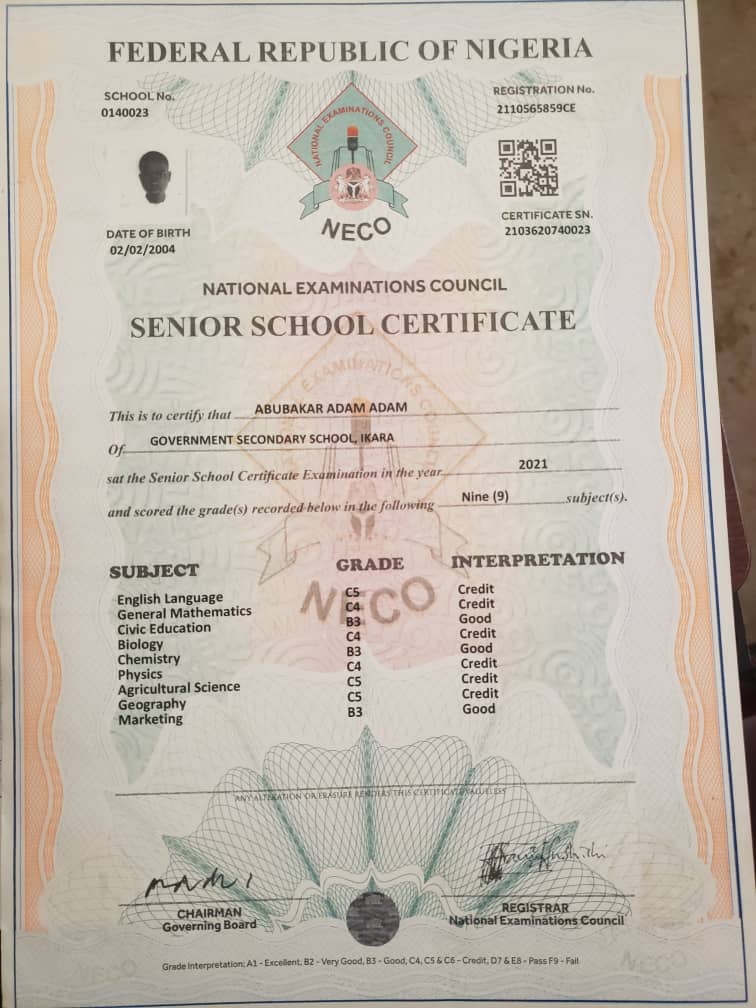 FEDERAL REPUBLIC OF NIGERIA
SCHOOL No.
0140023
REGISTRATION No.
2110565859CE
NATIONAL EXAMINATIONS COUNCIL
NECO
DATE OF BIRTH
02/02/2004
CERTIFICATE SN.
2103620740023
NATIONAL EXAMINATIONS COUNCIL
SENIOR SCHOOL CERTIFICATE
This is to certify that ABUBAKAR ADAM ADAM
Of GOVERNMENT SECONDARY SCHOOL, IKARA
sat the Senior School Certificate Examination in the year 2021
and scored the grade(s) recorded below in the following Nine (9) subject(s).
SUBJECT GRADE INTERPRETATION
English Language C5 Credit
General Mathematics C4 Credit
Civic Education B3 Good
Biology C4 Credit
Chemistry B3 Good
Physics C4 Credit
Agricultural Science C5 Credit
Geography C5 Credit
Marketing B3 Good
NECO
ANY ALTERATION OR ERASURE RENDERS THIS CERTIFICATE VALUELESS
CHAIRMAN
Governing Board
REGISTRAR
National Examinations Council
Grade Interpretation; A1 - Excellent, B2 - Very Good, B3 - Good, C4, C5 & C6 - Credit, D7 & E8 - Pass F9 - Fail
NECO
NECO